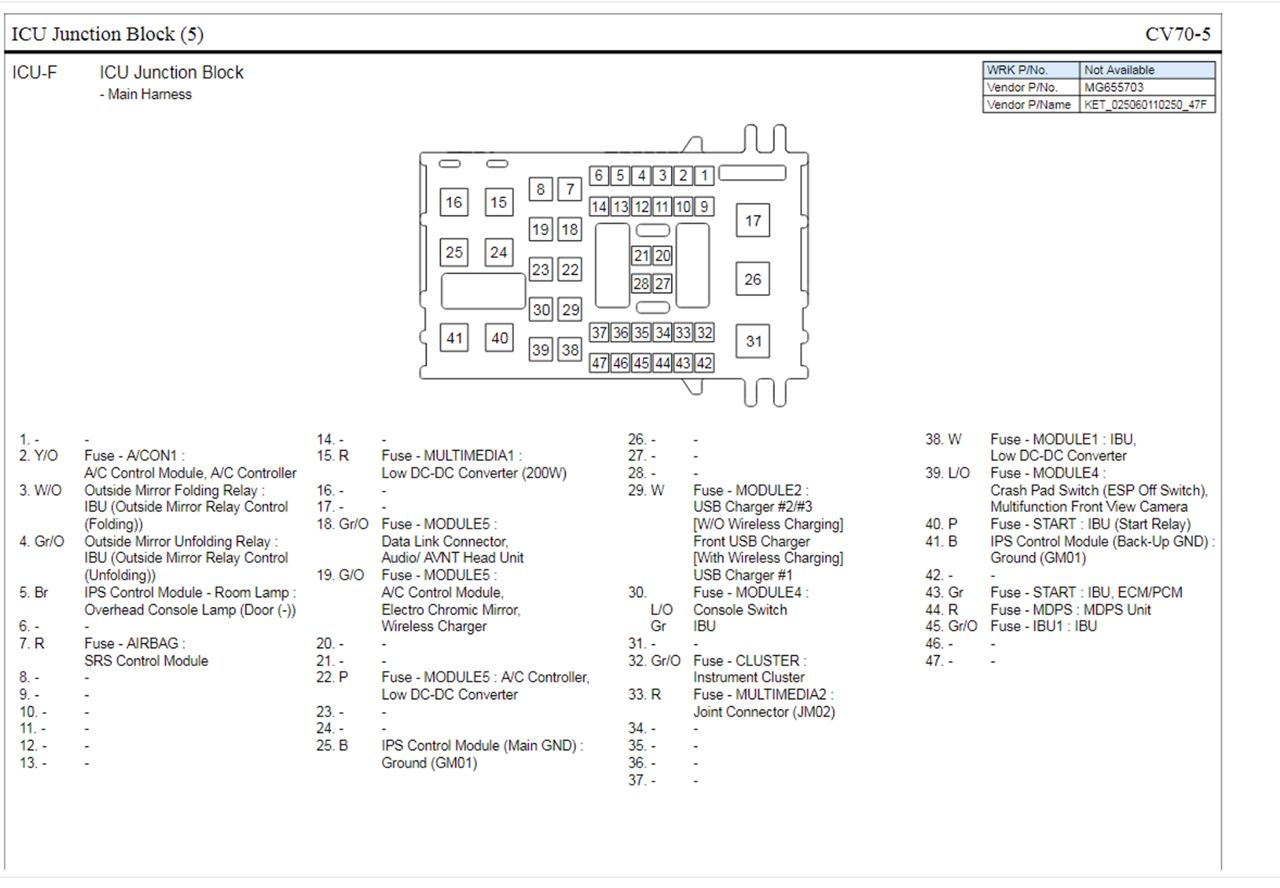 ICU Junction Block (5) CV70-5
ICU-F ICU Junction Block
- Main Harness
WRK P/No. Not Available
Vendor P/No. MG655703
Vendor P/Name KET_025060110250_47F
6 5 4 3 2 1
8 7
16 15
14 13 12 11 10 9
17
19 18
25 24
21 20
23 22
26
28 27
30 29
41 40
37 36 35 34 33 32
31
39 38
47 46 45 44 43 42
1. - -
2. Y/O Fuse - A/CON1 :
A/C Control Module, A/C Controller
3. W/O Outside Mirror Folding Relay :
IBU (Outside Mirror Relay Control
(Folding))
4. Gr/O Outside Mirror Unfolding Relay :
IBU (Outside Mirror Relay Control
(Unfolding))
5. Br IPS Control Module - Room Lamp :
Overhead Console Lamp (Door (-))
6. - -
7. R Fuse - AIRBAG :
SRS Control Module
8. - -
9. - -
10. - -
11. - -
12. - -
13. - -
14. - -
15. R Fuse - MULTIMEDIA1 :
Low DC-DC Converter (200W)
16. - -
17. - -
18. Gr/O Fuse - MODULE5 :
Data Link Connector,
Audio/ AVNT Head Unit
19. G/O Fuse - MODULE5 :
A/C Control Module,
Electro Chromic Mirror,
Wireless Charger
20. - -
21. - -
22. P Fuse - MODULE5 : A/C Controller,
Low DC-DC Converter
23. - -
24. - -
25. B IPS Control Module (Main GND) :
Ground (GM01)
26. - -
27. - -
28. - -
29. W Fuse - MODULE2 :
USB Charger #2/#3
[W/O Wireless Charging]
Front USB Charger
[With Wireless Charging]
USB Charger #1
30. Fuse - MODULE4 :
L/O Console Switch
Gr IBU
31. - -
32. Gr/O Fuse - CLUSTER :
Instrument Cluster
33. R Fuse - MULTIMEDIA2 :
Joint Connector (JM02)
34. - -
35. - -
36. - -
37. - -
38. W Fuse - MODULE1 : IBU,
Low DC-DC Converter
39. L/O Fuse - MODULE4 :
Crash Pad Switch (ESP Off Switch),
Multifunction Front View Camera
40. P Fuse - START : IBU (Start Relay)
41. B IPS Control Module (Back-Up GND) :
Ground (GM01)
42. - -
43. Gr Fuse - START : IBU, ECM/PCM
44. R Fuse - MDPS : MDPS Unit
45. Gr/O Fuse - IBU1 : IBU
46. - -
47. - -